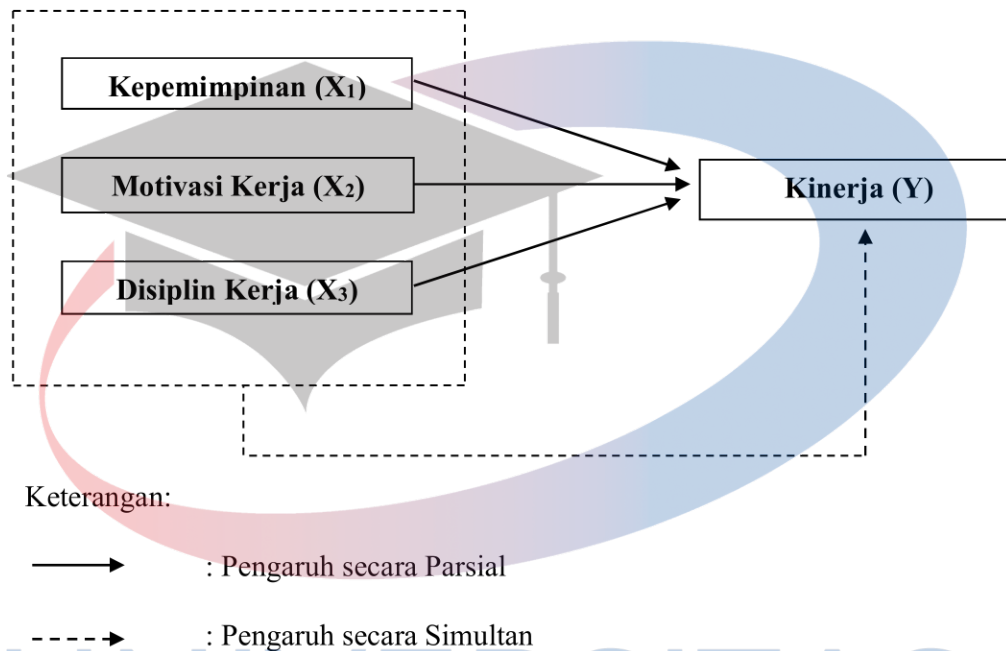 Kepemimpinan (X₁)
Motivasi Kerja (X₂)
Kinerja (Y)
Disiplin Kerja (X₃)
Keterangan:
: Pengaruh secara Parsial
: Pengaruh secara Simultan